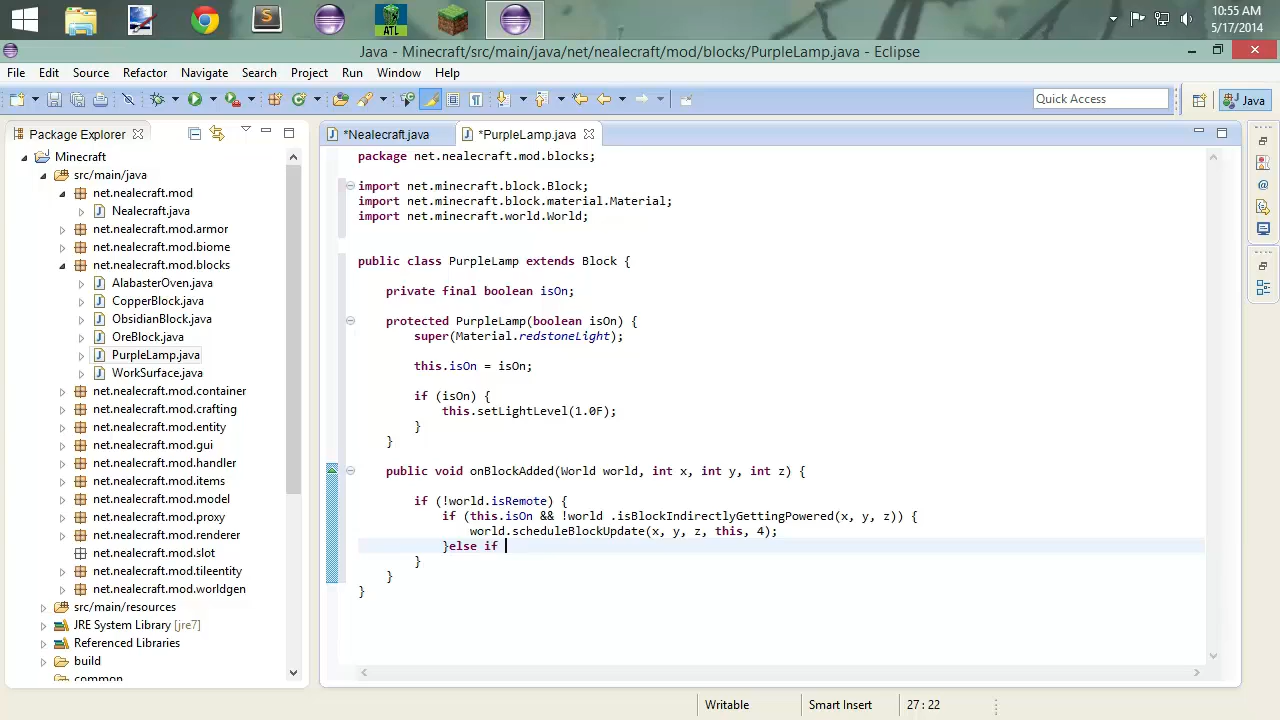 ATL
10:55 AM
5/17/2014
Java - Minecraft/src/main/java/net/nealecraft/mod/blocks/PurpleLamp.java - Eclipse
File Edit Source Refactor Navigate Search Project Run Window Help
Quick Access
Java
Package Explorer
*Nealecraft.java
*PurpleLamp.java
Minecraft
src/main/java
net.nealecraft.mod
Nealecraft.java
net.nealecraft.mod.armor
net.nealecraft.mod.biome
net.nealecraft.mod.blocks
AlabasterOven.java
CopperBlock.java
ObsidianBlock.java
OreBlock.java
PurpleLamp.java
WorkSurface.java
net.nealecraft.mod.container
net.nealecraft.mod.crafting
net.nealecraft.mod.entity
net.nealecraft.mod.gui
net.nealecraft.mod.handler
net.nealecraft.mod.items
net.nealecraft.mod.model
net.nealecraft.mod.proxy
net.nealecraft.mod.renderer
net.nealecraft.mod.slot
net.nealecraft.mod.tileentity
net.nealecraft.mod.worldgen
src/main/resources
JRE System Library [jre7]
Referenced Libraries
build
common
package net.nealecraft.mod.blocks;
import net.minecraft.block.Block;
import net.minecraft.block.material.Material;
import net.minecraft.world.World;
public class PurpleLamp extends Block {
private final boolean isOn;
protected PurpleLamp(boolean isOn) {
super(Material.redstoneLight);
this.isOn = isOn;
if (isOn) {
this.setLightLevel(1.0F);
}
}
public void onBlockAdded(World world, int x, int y, int z) {
if (!world.isRemote) {
if (this.isOn && !world .isBlockIndirectlyGettingPowered(x, y, z)) {
world.scheduleBlockUpdate(x, y, z, this, 4);
}else if
}
}
}
Writable
Smart Insert
27 : 22